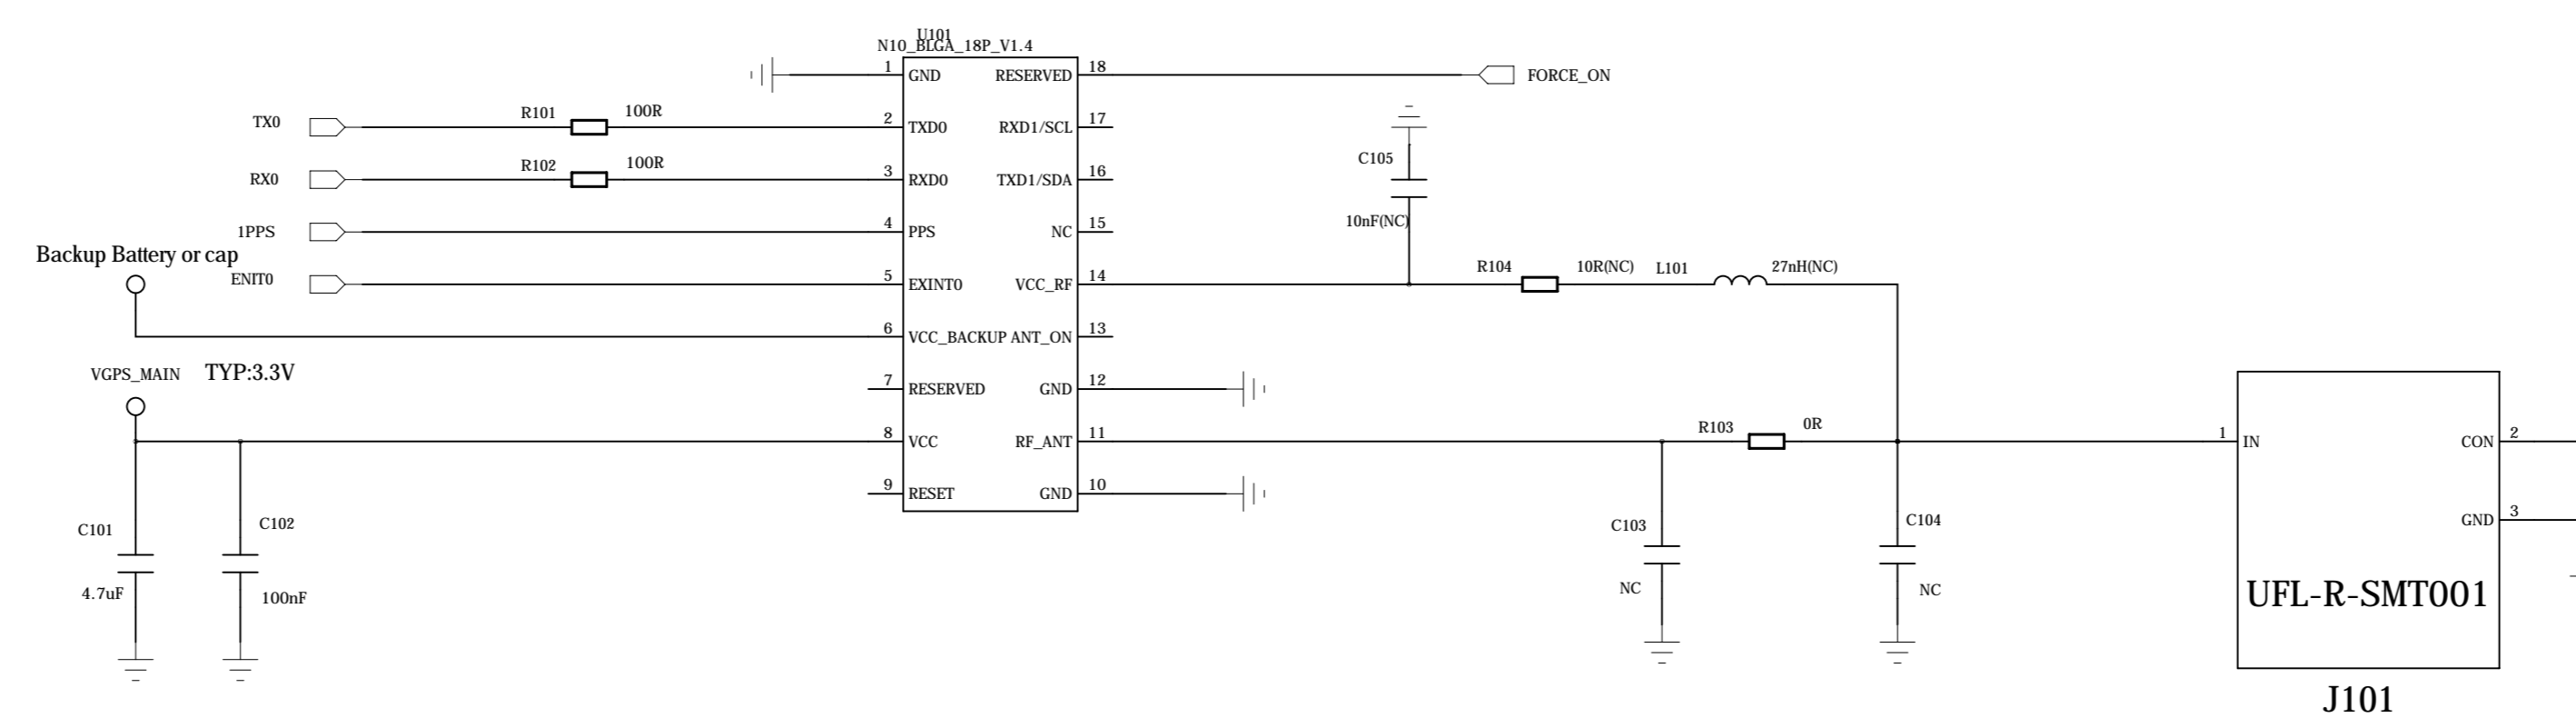 U101
N10_BLGA_18P_V1.4
1 GND RESERVED 18 FORCE_ON
TX0 R101 100R 2 TXD0 RXD1/SCL 17
RX0 R102 100R 3 RXD0 TXD1/SDA 16
C105
10nF(NC)
1PPS 4 PPS NC 15
Backup Battery or cap
ENIT0 5 EXINT0 VCC_RF 14 R104 10R(NC) L101 27nH(NC)
6 VCC_BACKUP ANT_ON 13
VGPS_MAIN TYP:3.3V
7 RESERVED GND 12
8 VCC RF_ANT 11 R103 0R 1 IN CON 2
9 RESET GND 10
C101 C102 C103 C104 GND 3
4.7uF 100nF NC NC
UFL-R-SMT001
J101